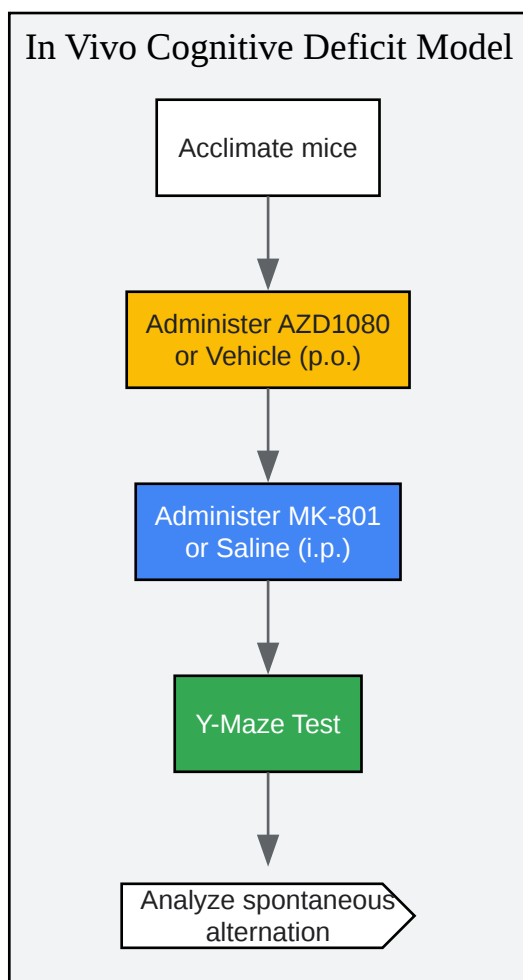 In Vivo Cognitive Deficit Model
Acclimate mice
Administer AZD1080
or Vehicle (p.o.)
Administer MK-801
or Saline (i.p.)
Y-Maze Test
Analyze spontaneous
alternation